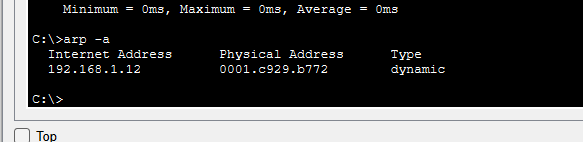 Minimum = 0ms, Maximum = 0ms, Average = 0ms
C:\>arp -a
Internet Address Physical Address Type
192.168.1.12 0001.c929.b772 dynamic
C:\>
Top